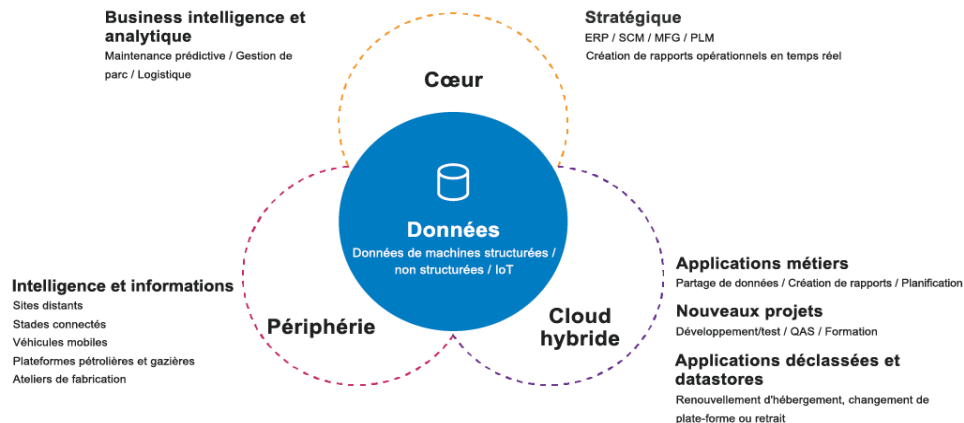 Business intelligence et
analytique
Maintenance prédictive / Gestion de
parc / Logistique
Stratégique
ERP / SCM / MFG / PLM
Création de rapports opérationnels en temps réel
Cœur
Données
Données de machines structurées /
non structurées / IoT
Intelligence et informations
Sites distants
Stades connectés
Véhicules mobiles
Plateformes pétrolières et gazières
Ateliers de fabrication
Périphérie
Cloud
hybride
Applications métiers
Partage de données / Création de rapports / Planification
Nouveaux projets
Développement/test / QAS / Formation
Applications déclassées et
datastores
Renouvellement d'hébergement, changement de
plate-forme ou retrait